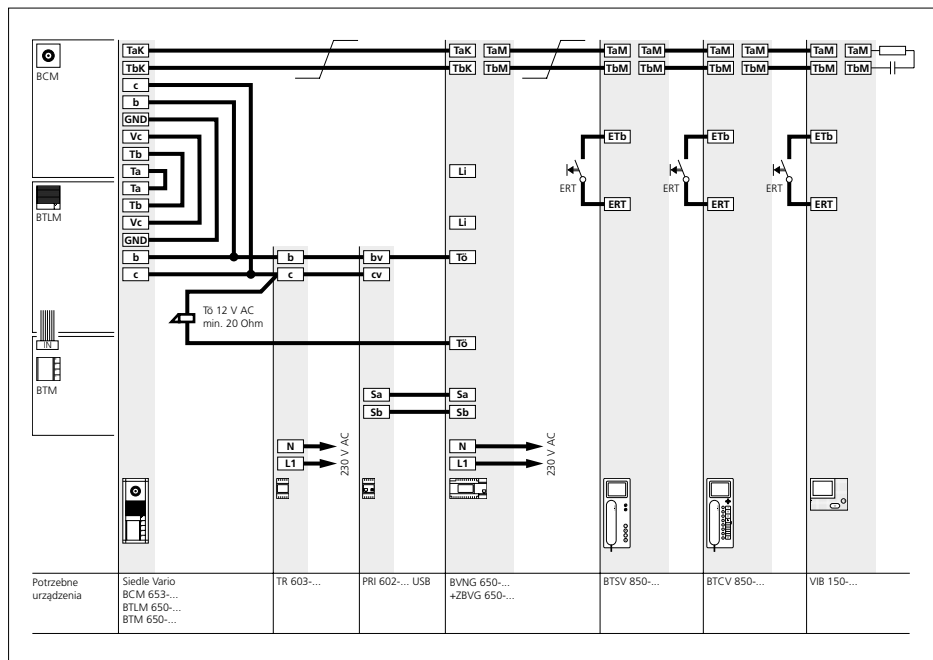 BCM
TaK
TaK TaM
TaM TaM
TaM TaM
TaM TaM
TbK
TbK TbM
TbM TbM
TbM TbM
TbM TbM
c
b
GND
Vc
ETb
ETb
ETb
Tb
Ta
Li
ERT
ERT
ERT
Ta
BTLM
Tb
ERT
ERT
ERT
Vc
Li
GND
b
b
bv
Tö
c
c
cv
Tö 12 V AC
min. 20 Ohm
IN
Tö
BTM
Sa
Sa
Sb
Sb
N
L1
230 V AC
N
L1
230 V AC
Potrzebne
urządzenia
Siedle Vario
BCM 653-...
BTLM 650-...
BTM 650-...
TR 603-...
PRI 602-... USB
BVNG 650-...
+ZBVG 650-...
BTSV 850-...
BTCV 850-...
VIB 150-...